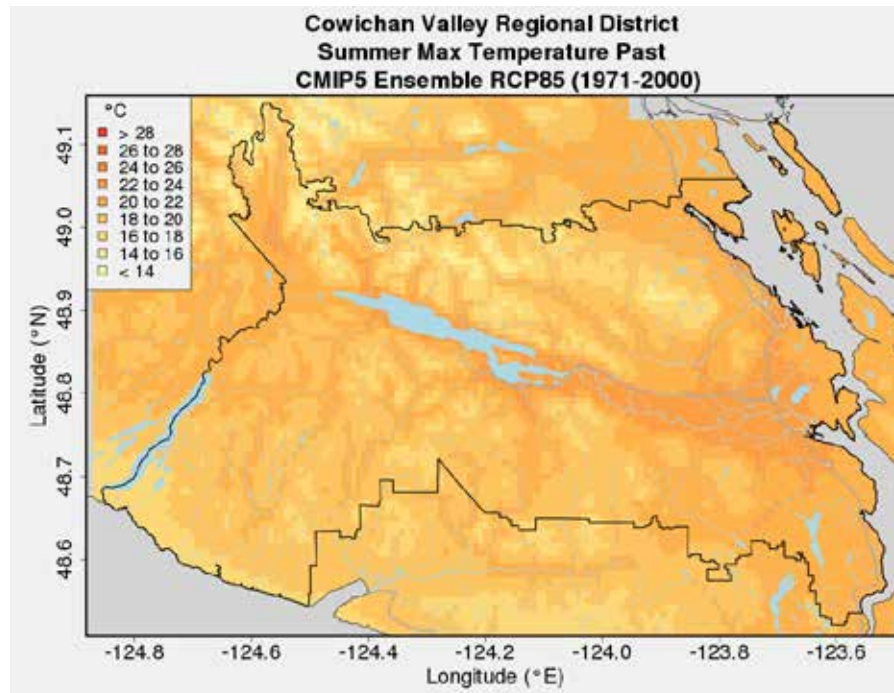 Cowichan Valley Regional District
Summer Max Temperature Past
CMIP5 Ensemble RCP85 (1971-2000)
°C
> 28
26 to 28
24 to 26
22 to 24
20 to 22
18 to 20
16 to 18
14 to 16
< 14
49.1
49.0
48.9
48.8
48.7
48.6
Latitude (°N)
-124.8
-124.6
-124.4
-124.2
-124.0
-123.8
-123.6
Longitude (°E)